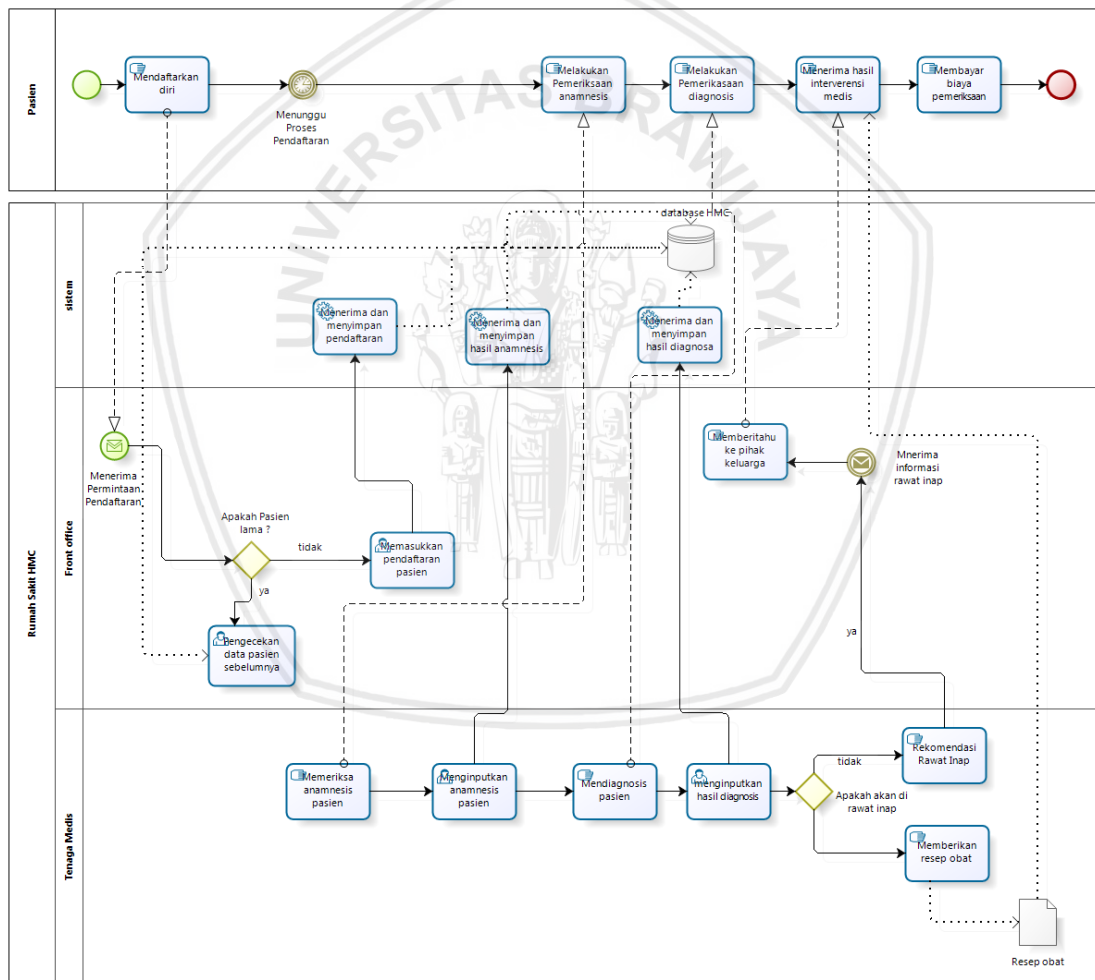 UNIVERSITAS BRAWIJAYA
Pasien
Mendaftarkan
diri
Menunggu
Proses
Pendaftaran
Melakukan
Pemeriksaan
anamnesis
Melakukan
Pemerikasaan
diagnosis
Menerima hasil
interverensi
medis
Membayar
biaya
pemeriksaan
Rumah Sakit HMC
sistem
database HMC
Menerima dan
menyimpan
pendaftaran
Menerima dan
menyimpan
hasil anamnesis
Menerima dan
menyimpan
hasil diagnosa
Front office
Menerima
Permintaan
Pendaftaran
Apakah Pasien
lama ?
tidak
ya
Memasukkan
pendaftaran
pasien
Pengecekan
data pasien
sebelumnya
Memberitahu
ke pihak
keluarga
Mnerima
informasi
rawat inap
ya
Tenaga Medis
Memeriksa
anamnesis
pasien
Menginputkan
anamnesis
pasien
Mendiagnosis
pasien
menginputkan
hasil diagnosis
tidak
Apakah akan di
rawat inap
Rekomendasi
Rawat Inap
Memberikan
resep obat
Resep obat